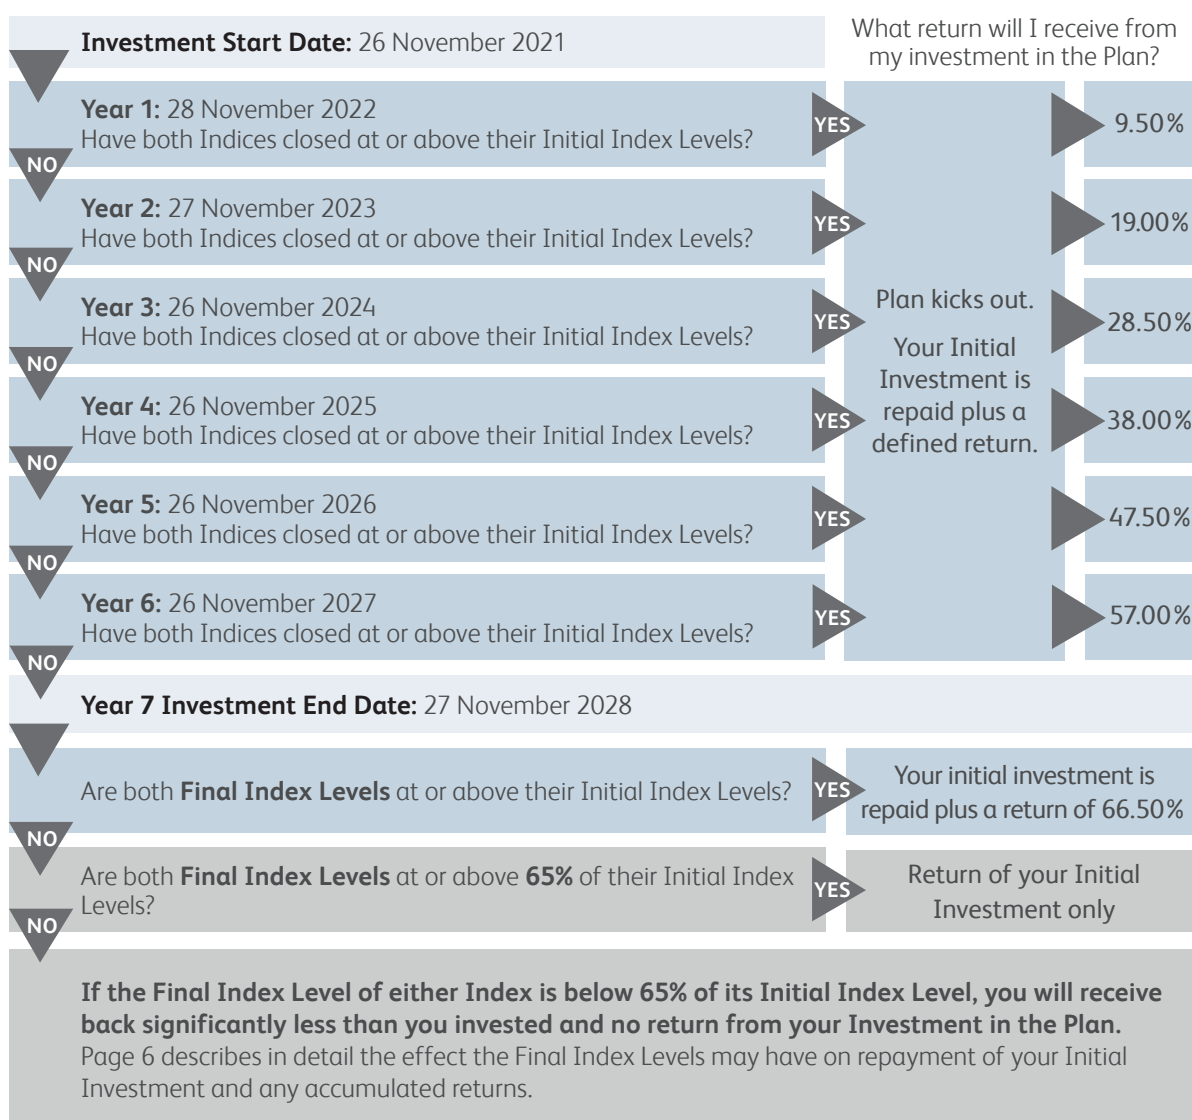 Investment Start Date: 26 November 2021
What return will I receive from
my investment in the Plan?
Year 1: 28 November 2022
Have both Indices closed at or above their Initial Index Levels?
YES
9.50%
NO
Year 2: 27 November 2023
Have both Indices closed at or above their Initial Index Levels?
YES
19.00%
NO
Year 3: 26 November 2024
Have both Indices closed at or above their Initial Index Levels?
YES
28.50%
NO
Year 4: 26 November 2025
Have both Indices closed at or above their Initial Index Levels?
YES
38.00%
NO
Year 5: 26 November 2026
Have both Indices closed at or above their Initial Index Levels?
YES
47.50%
NO
Year 6: 26 November 2027
Have both Indices closed at or above their Initial Index Levels?
YES
57.00%
NO
Plan kicks out.
Your Initial
Investment is
repaid plus a
defined return.
Year 7 Investment End Date: 27 November 2028
Are both Final Index Levels at or above their Initial Index Levels?
YES
Your initial investment is
repaid plus a return of 66.50%
NO
Are both Final Index Levels at or above 65% of their Initial Index
Levels?
YES
Return of your Initial
Investment only
NO
If the Final Index Level of either Index is below 65% of its Initial Index Level, you will receive
back significantly less than you invested and no return from your Investment in the Plan.
Page 6 describes in detail the effect the Final Index Levels may have on repayment of your Initial
Investment and any accumulated returns.